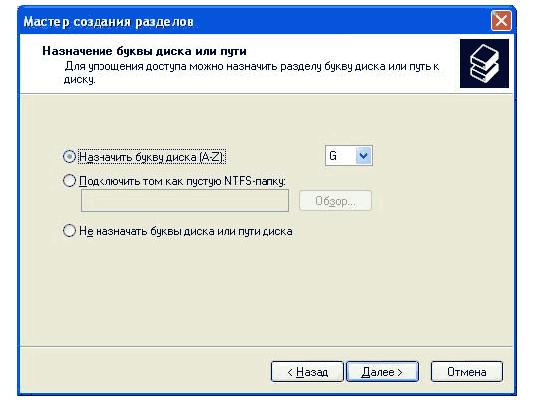 Мастер создания разделов
Назначение буквы диска или пути
Для упрощения доступа можно назначить разделу букву диска или путь к
диску.
Назначить букву диска (A-Z):
G
Подключить том как пустую NTFS-папку:
Обзор...
Не назначать буквы диска или пути диска
< Назад
Далее >
Отмена